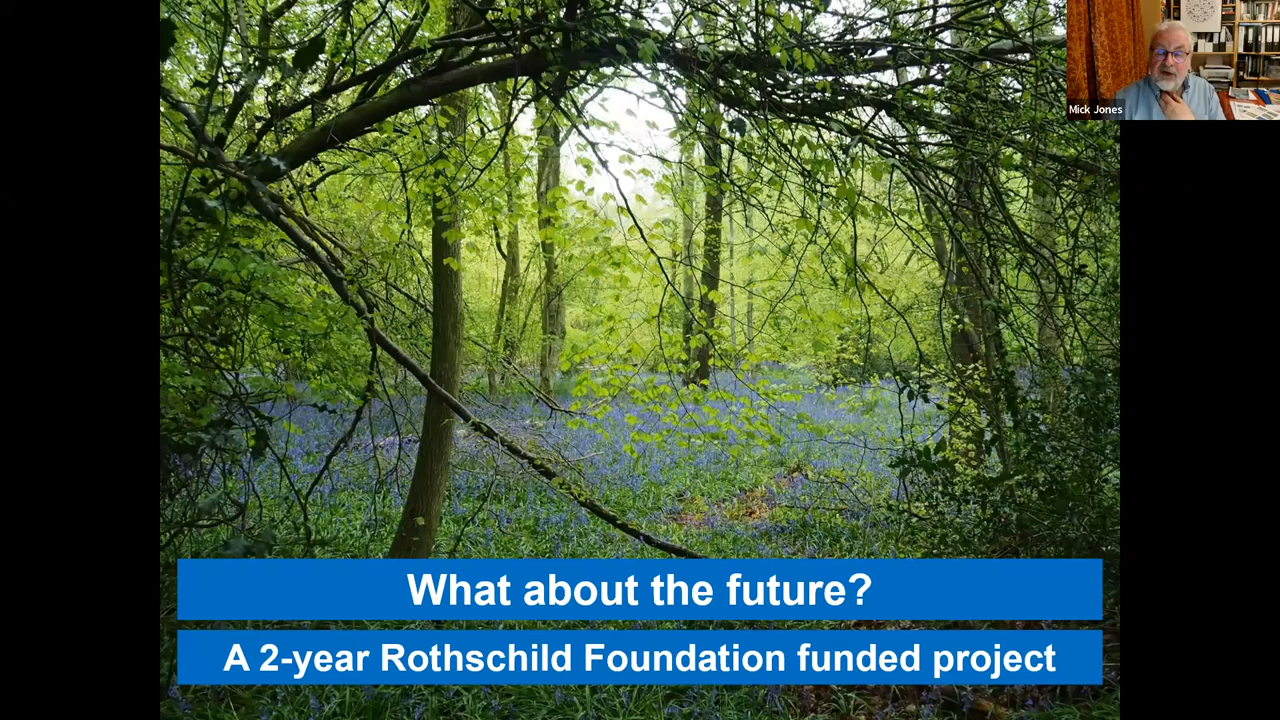 Mick Jones
What about the future?
A 2-year Rothschild Foundation funded project